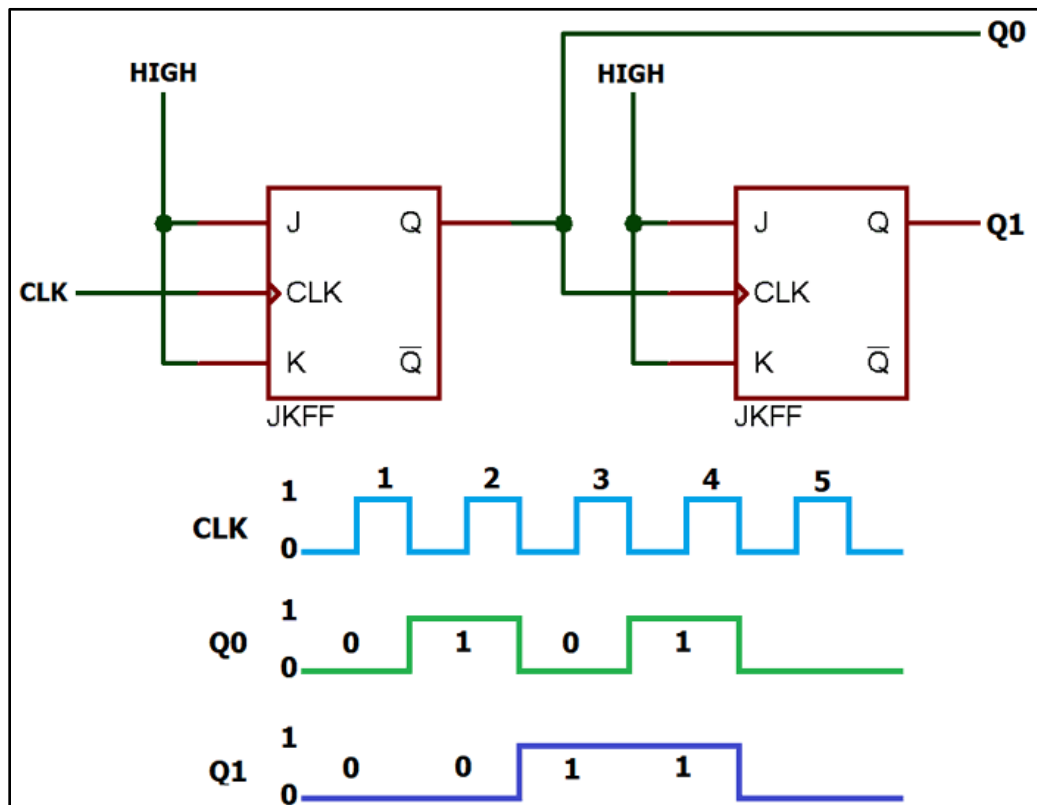 Q0
HIGH HIGH
J Q J Q Q1
CLK CLK CLK
K Q̅ K Q̅
JKFF JKFF
1 2 3 4 5
1
CLK
0
1
Q0 0 1 0 1
0
1
Q1 0 0 1 1
0